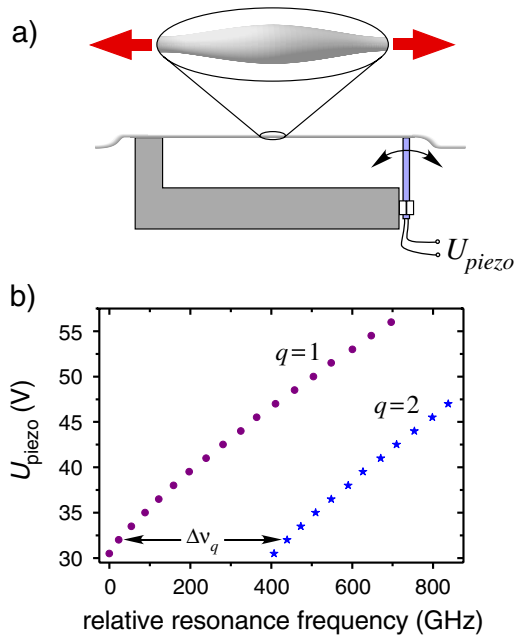 a)
U_piezo
b)
U_piezo (V)
55
50
45
40
35
30
q=1
q=2
Δν_q
0 200 400 600 800
relative resonance frequency (GHz)